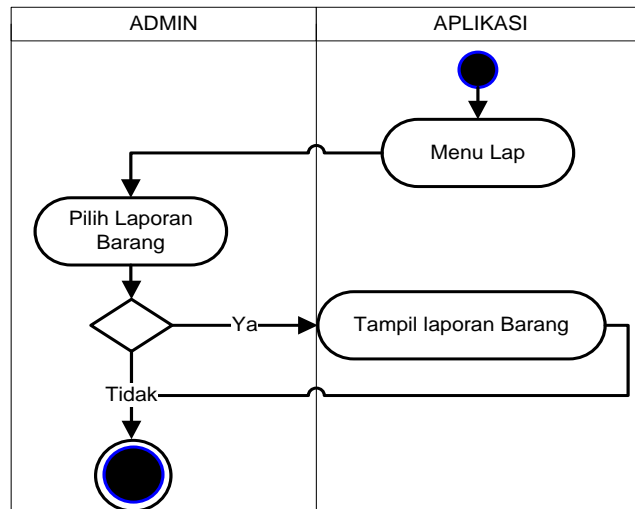 ADMIN
APLIKASI
Menu Lap
Pilih Laporan
Barang
Ya
Tampil laporan Barang
Tidak